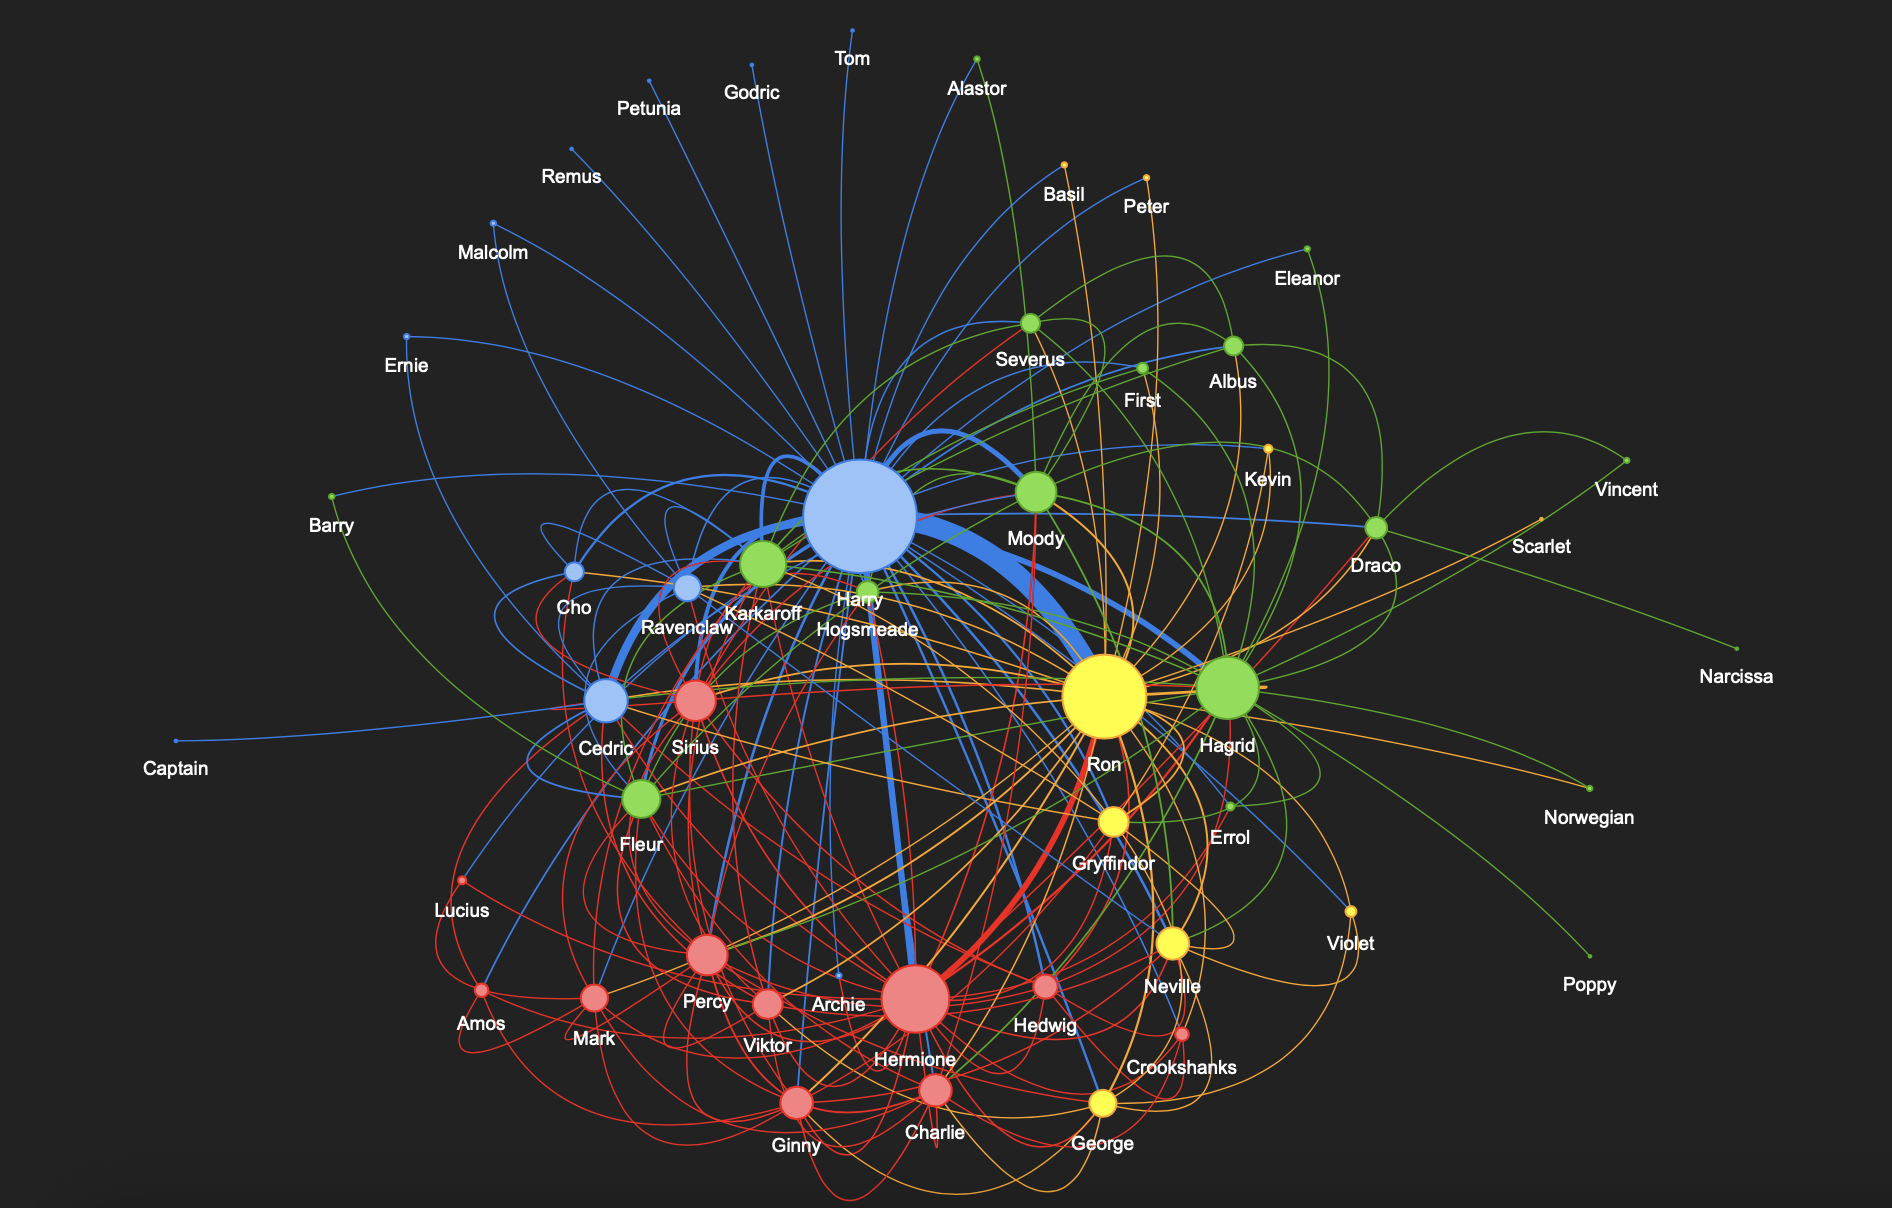 Tom
Alastor
Godric
Petunia
Remus
Basil
Peter
Malcolm
Eleanor
Ernie
Severus
Albus
First
Kevin
Vincent
Barry
Moody
Scarlet
Draco
Cho
Harry
Karkaroff
Ravenclaw
Hogsmeade
Narcissa
Cedric
Sirius
Hagrid
Ron
Captain
Norwegian
Errol
Fleur
Gryffindor
Lucius
Violet
Neville
Poppy
Percy
Archie
Amos
Hedwig
Mark
Viktor
Hermione
Crookshanks
Charlie
George
Ginny